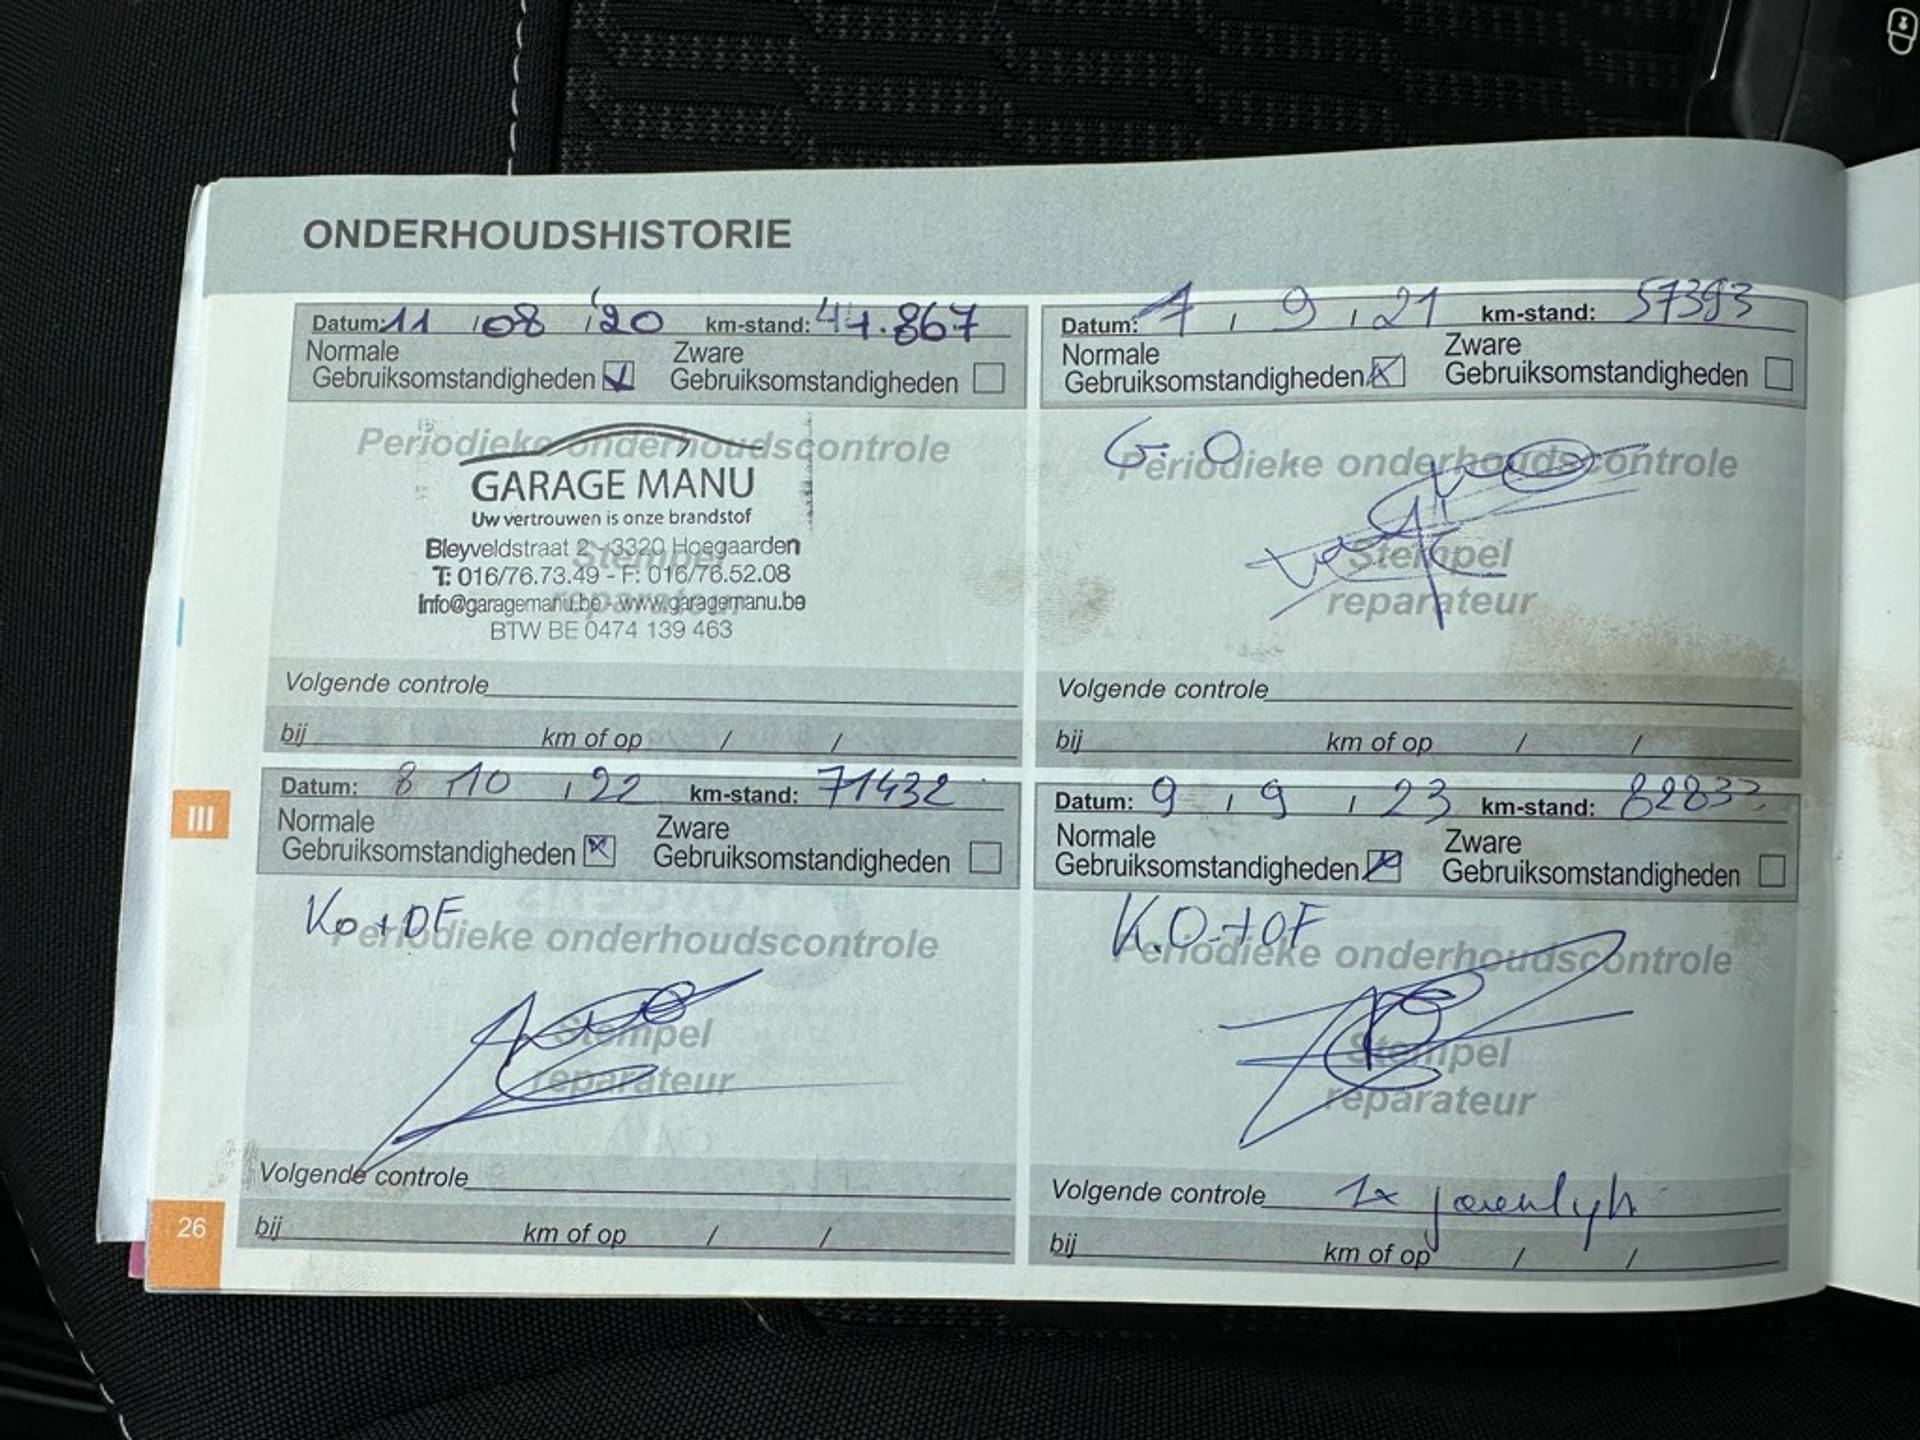 ONDERHOUDSHISTORIE
Datum: 11 / 08 / '20 km-stand: 44.867
Normale
Gebruiksomstandigheden
Zware
Gebruiksomstandigheden
Periodieke onderhoudscontrole
GARAGE MANU
Uw vertrouwen is onze brandstof
Bleyveldstraat 2 - 3320 Hoegaarden
T: 016/76.73.49 - F: 016/76.52.08
info@garagemanu.be - www.garagemanu.be
BTW BE 0474 139 463
Stempel
reparateur
Volgende controle
bij km of op / /
Datum: 7 / 9 / 21 km-stand: 57393
Normale
Gebruiksomstandigheden
Zware
Gebruiksomstandigheden
G.O
Periodieke onderhoudscontrole
Stempel
reparateur
Volgende controle
bij km of op / /
Datum: 8 / 10 / 22 km-stand: 71432
Normale
Gebruiksomstandigheden
Zware
Gebruiksomstandigheden
Ko + OF
Periodieke onderhoudscontrole
Stempel
reparateur
Volgende controle
bij km of op / /
Datum: 9 / 9 / 23 km-stand:
Normale
Gebruiksomstandigheden
Zware
Gebruiksomstandigheden
K.O + OF
Periodieke onderhoudscontrole
Stempel
reparateur
Volgende controle 1x
bij km of op / /
III
26